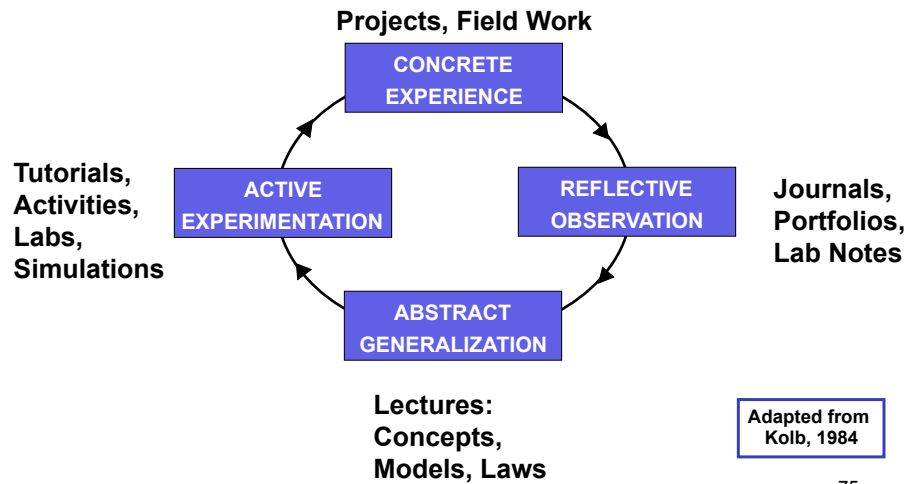 Projects, Field Work
CONCRETE
EXPERIENCE
Tutorials,
Activities,
Labs,
Simulations
ACTIVE
EXPERIMENTATION
REFLECTIVE
OBSERVATION
Journals,
Portfolios,
Lab Notes
ABSTRACT
GENERALIZATION
Lectures:
Concepts,
Models, Laws
Adapted from
Kolb, 1984